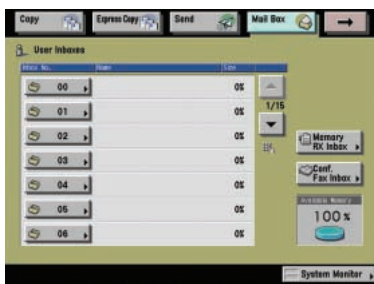 Copy Express Copy Send Mail Box
User Inboxes
Inbox No. Name Size
00 0%
01 0%
02 0%
03 0%
04 0%
05 0%
06 0%
1/15
Memory
RX Inbox
Conf.
Fax Inbox
Available Memory
100%
System Monitor